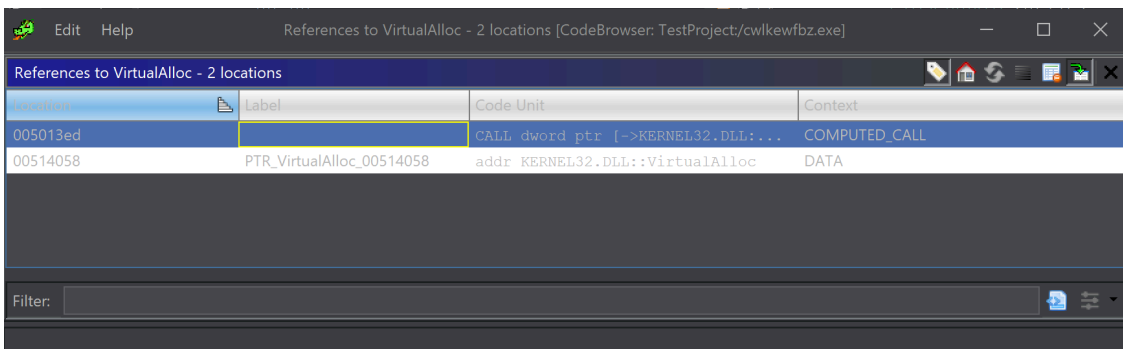 Edit Help References to VirtualAlloc - 2 locations [CodeBrowser: TestProject:/cwlkewfbz.exe]
References to VirtualAlloc - 2 locations
Location Label Code Unit Context
005013ed CALL dword ptr [->KERNEL32.DLL:... COMPUTED_CALL
00514058 PTR_VirtualAlloc_00514058 addr KERNEL32.DLL::VirtualAlloc DATA
Filter: